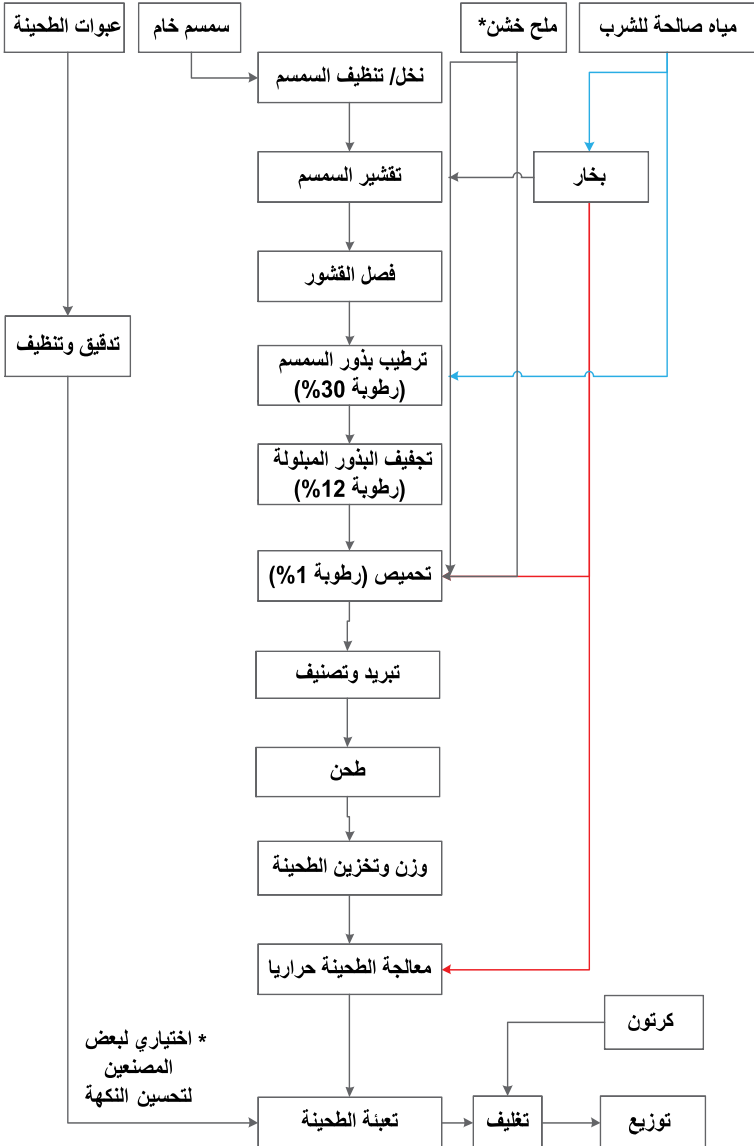 مياه صالحة للشرب
ملح خشن*
سمسم خام
عبوات الطحينة
نخل/ تنظيف السمسم
بخار
تقشير السمسم
فصل القشور
تدقيق وتنظيف
ترطيب بذور السمسم
(رطوبة 30%)
تجفيف البذور المبلولة
(رطوبة 12%)
تحميص (رطوبة 1%)
تبريد وتصنيف
طحن
وزن وتخزين الطحينة
معالجة الطحينة حراريا
كرتون
* اختياري لبعض
المصنعين
لتحسين النكهة
تعبئة الطحينة
تغليف
توزيع